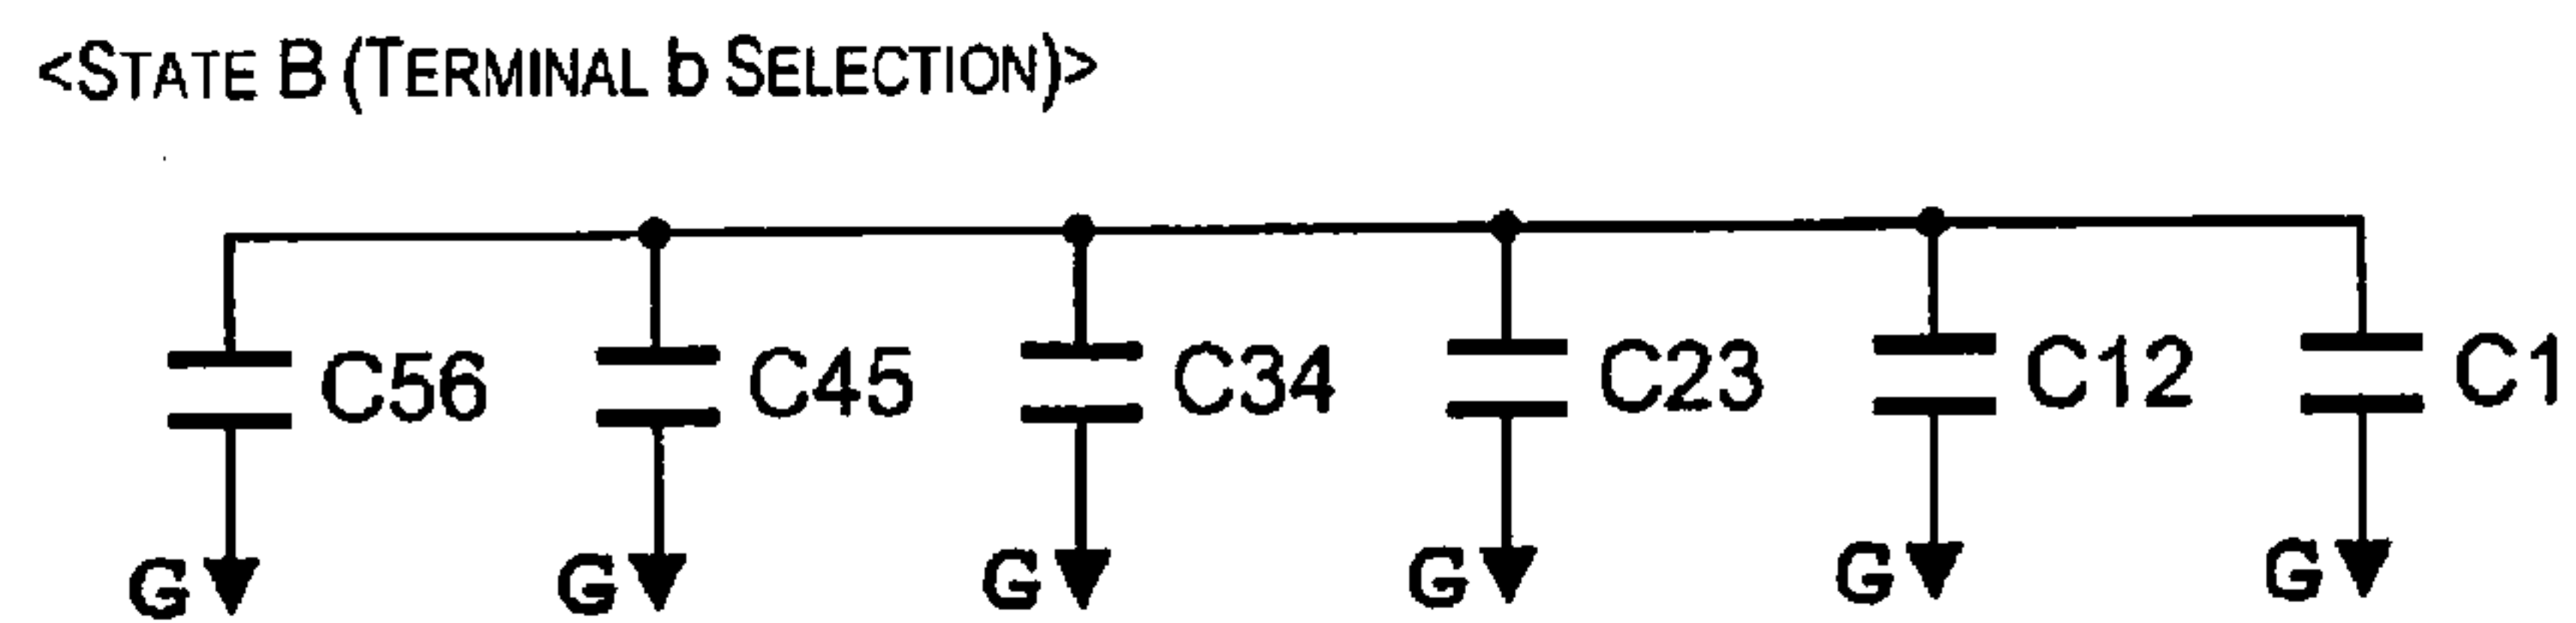 <STATE B (TERMINAL b SELECTION)>
C56 C45 C34 C23 C12 C1
G G G G G G